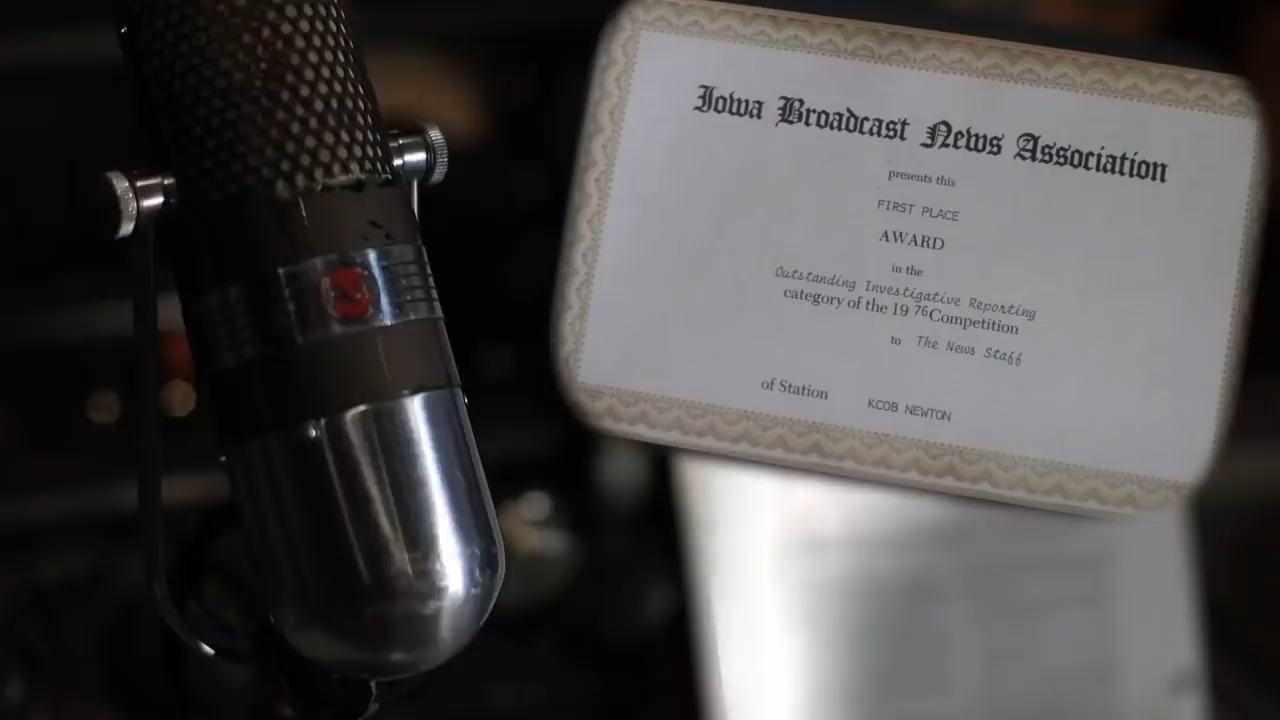 Iowa Broadcast News Association
presents this
FIRST PLACE
AWARD
in the
Outstanding Investigative Reporting
category of the 19 76 Competition
to The News Staff
of Station KCOB NEWTON